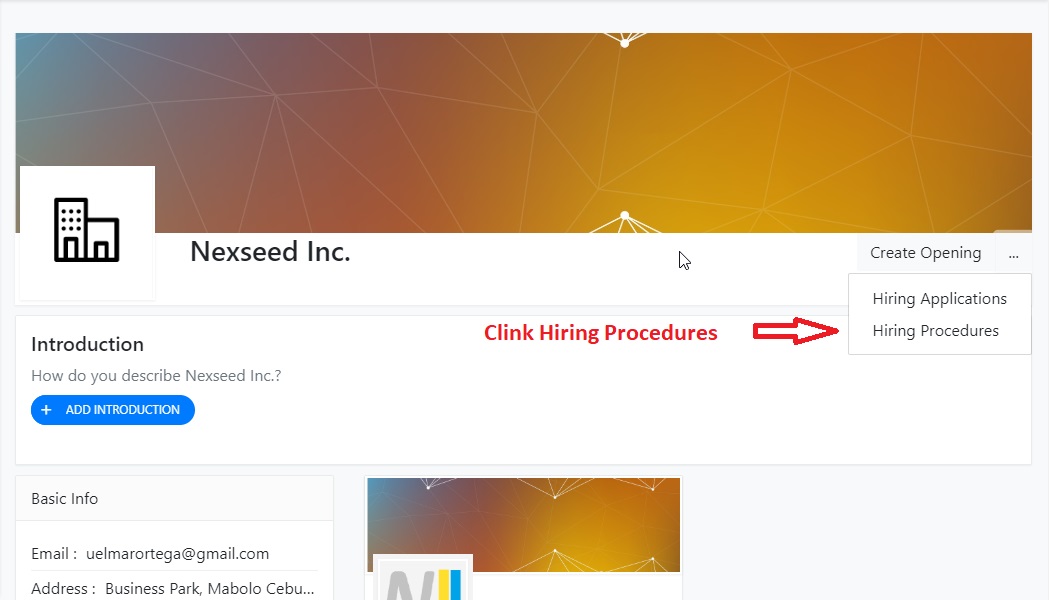 Nexseed Inc.
Create Opening
...
Hiring Applications
Hiring Procedures
Clink Hiring Procedures
Introduction
How do you describe Nexseed Inc.?
+ ADD INTRODUCTION
Basic Info
Email : uelmarortega@gmail.com
Address : Business Park, Mabolo Cebu...